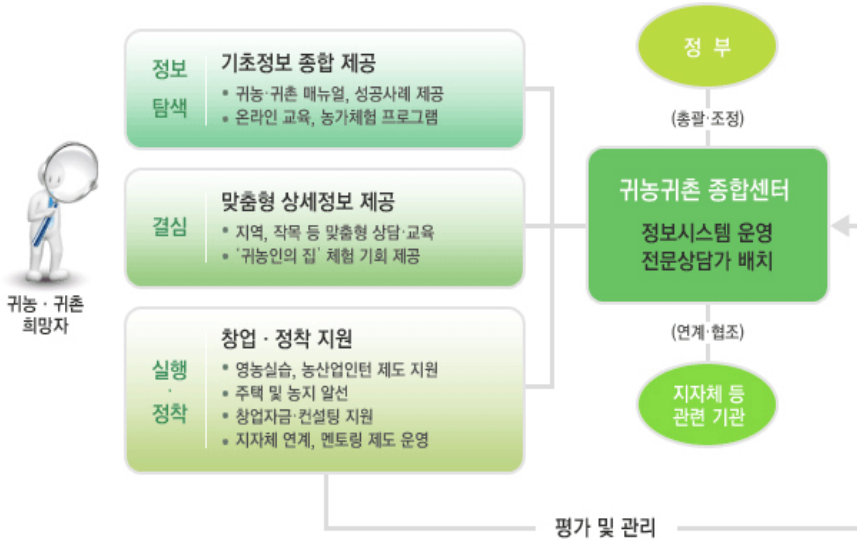 정보
탐색
기초정보 종합 제공
• 귀농·귀촌 매뉴얼, 성공사례 제공
• 온라인 교육, 농가체험 프로그램
결심
맞춤형 상세정보 제공
• 지역, 작목 등 맞춤형 상담·교육
• '귀농인의 집' 체험 기회 제공
실행
·
정착
창업 · 정착 지원
• 영농실습, 농산업인턴 제도 지원
• 주택 및 농지 알선
• 창업자금·컨설팅 지원
• 지자체 연계, 멘토링 제도 운영
귀농 · 귀촌
희망자
정 부
(총괄·조정)
귀농귀촌 종합센터
정보시스템 운영
전문상담가 배치
(연계·협조)
지자체 등
관련 기관
평가 및 관리